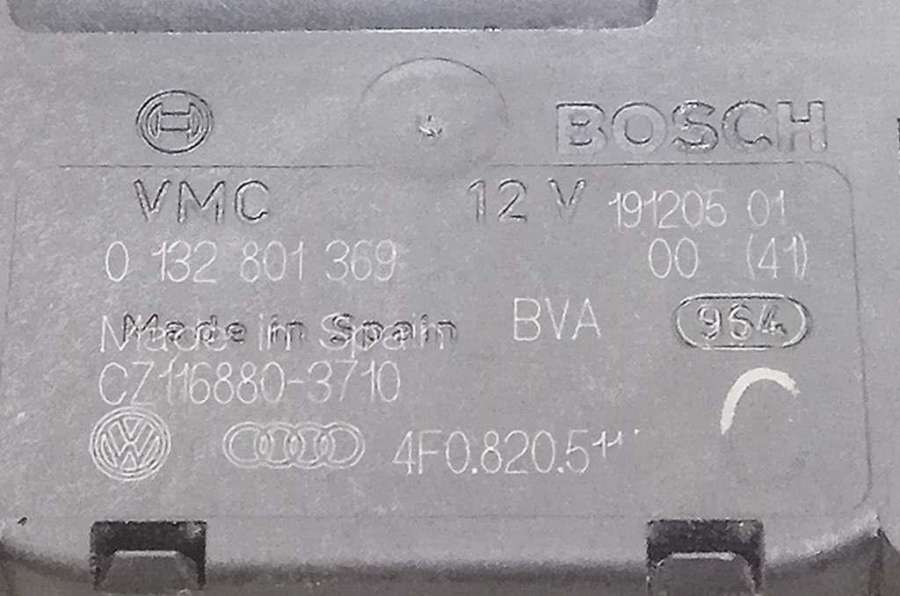 BOSCH
VMC 12 V 191205 01
0 132 801 369 00 (41)
Made in Spain BVA 964
CZ116880-3710
4F0.820.5